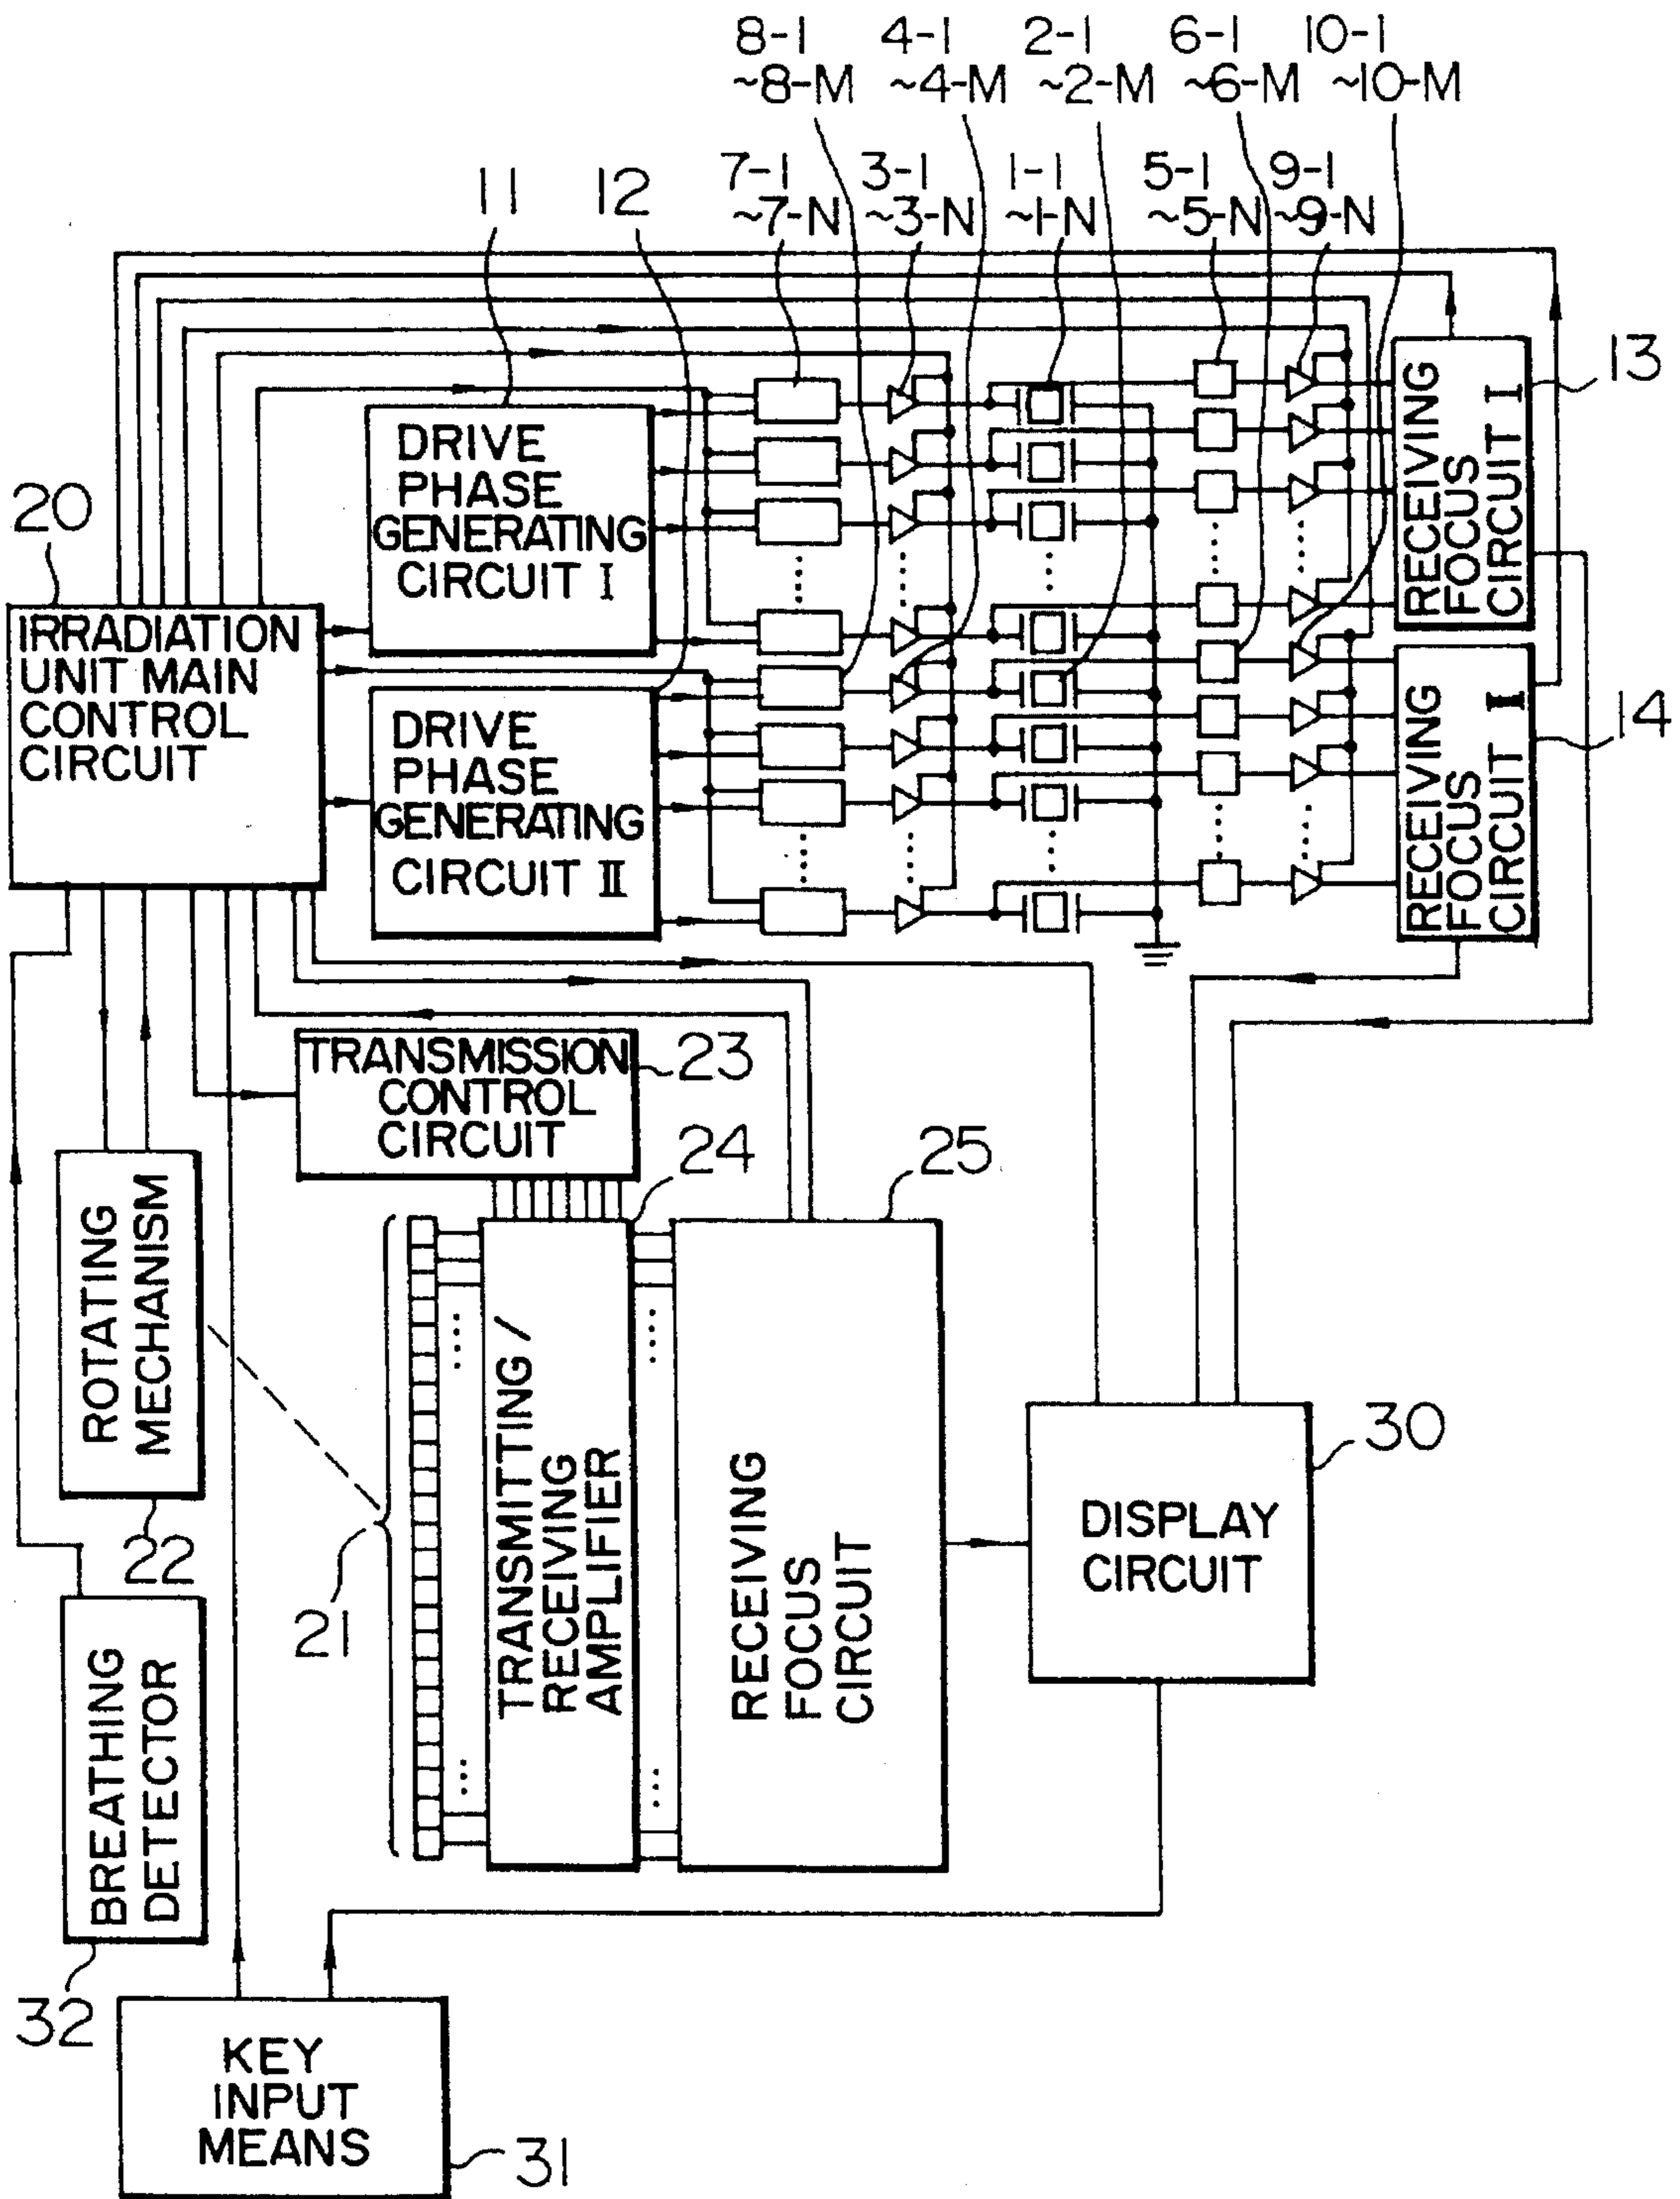 8-1 4-1 2-1 6-1 10-1
~8-M ~4-M ~2-M ~6-M ~10-M
7-1 3-1 1-1 5-1 9-1
~7-N ~3-N ~1-N ~5-N ~9-N
11 12
13
14
20
IRRADIATION
UNIT MAIN
CONTROL
CIRCUIT
DRIVE
PHASE
GENERATING
CIRCUIT I
DRIVE
PHASE
GENERATING
CIRCUIT II
RECEIVING
FOCUS
CIRCUIT I
RECEIVING
FOCUS
CIRCUIT II
TRANSMISSION
CONTROL
CIRCUIT
23
24
25
ROTATING
MECHANISM
22
21
TRANSMITTING /
RECEIVING
AMPLIFIER
RECEIVING
FOCUS
CIRCUIT
30
DISPLAY
CIRCUIT
BREATHING
DETECTOR
32
KEY
INPUT
MEANS
31